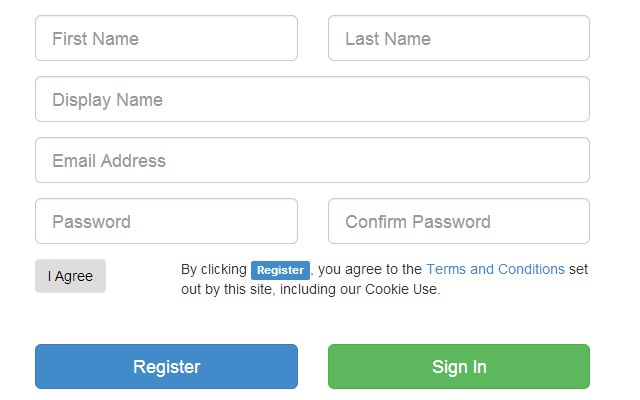 First Name
Last Name
Display Name
Email Address
Password
Confirm Password
I Agree
By clicking Register, you agree to the Terms and Conditions set
out by this site, including our Cookie Use.
Register
Sign In